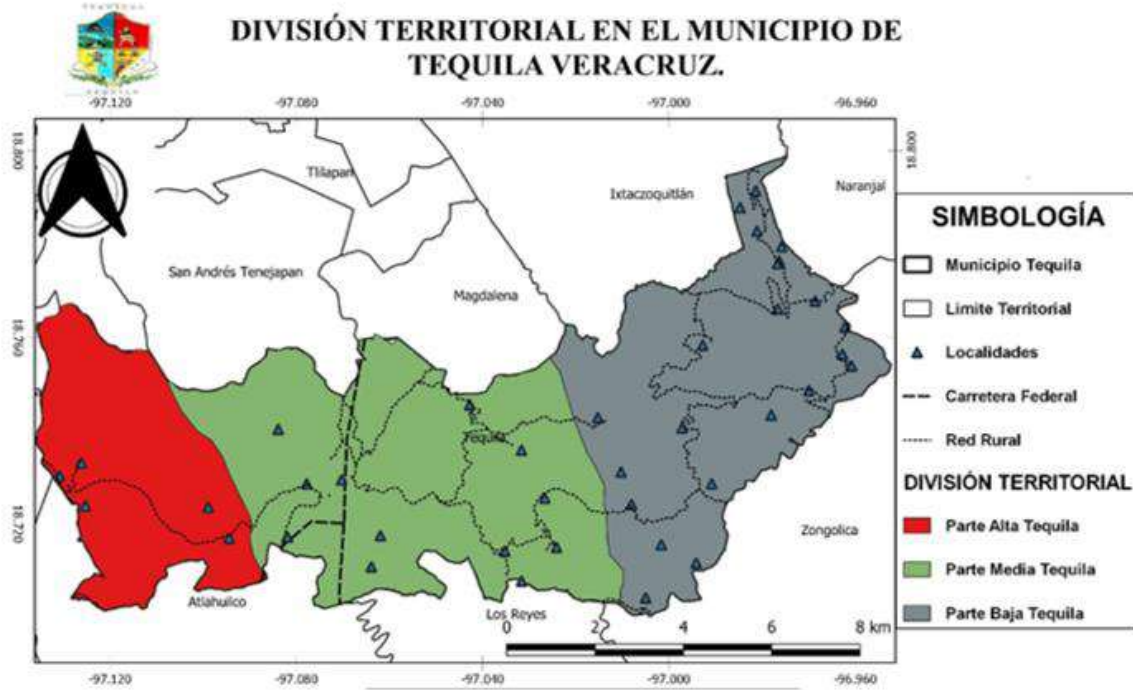 TEQUILA
DIVISIÓN TERRITORIAL EN EL MUNICIPIO DE
TEQUILA VERACRUZ.
-97.120 -97.080 -97.040 -97.000 -96.960
18.800 18.800
Tlilapan
Ixtaczoquitlán
Naranjal
San Andrés Tenejapan
Magdalena
18.760
Tequila
18.720
Zongolica
Atlahuilco
Los Reyes
0 2 4 6 8 km
-97.120 -97.080 -97.040 -97.000 -96.960
SIMBOLOGÍA
Municipio Tequila
Limite Territorial
Localidades
Carretera Federal
Red Rural
DIVISIÓN TERRITORIAL
Parte Alta Tequila
Parte Media Tequila
Parte Baja Tequila